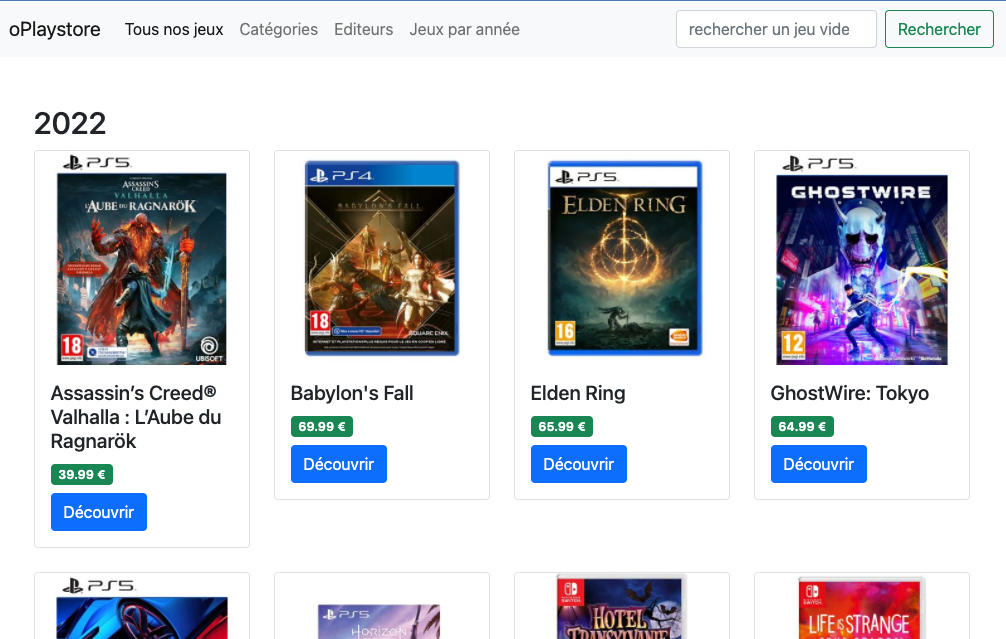 oPlaystore Tous nos jeux Catégories Editeurs Jeux par année rechercher un jeu vide Rechercher
2022
PS5
ASSASSIN'S
CREED
VALHALLA
L'AUBE DU RAGNARÖK
18
UBISOFT
PS4
BABYLON'S FALL
18
SQUARE ENIX
PS5
ELDEN RING
16
PS5
GHOSTWIRE
12
Assassin's Creed®
Valhalla : L'Aube du
Ragnarök
39.99 €
Découvrir
Babylon's Fall
69.99 €
Découvrir
Elden Ring
65.99 €
Découvrir
GhostWire: Tokyo
64.99 €
Découvrir
PS5
PS5
HORIZON
SWITCH
HOTEL
TRANSYLVANIE
SWITCH
LIFE IS STRANGE